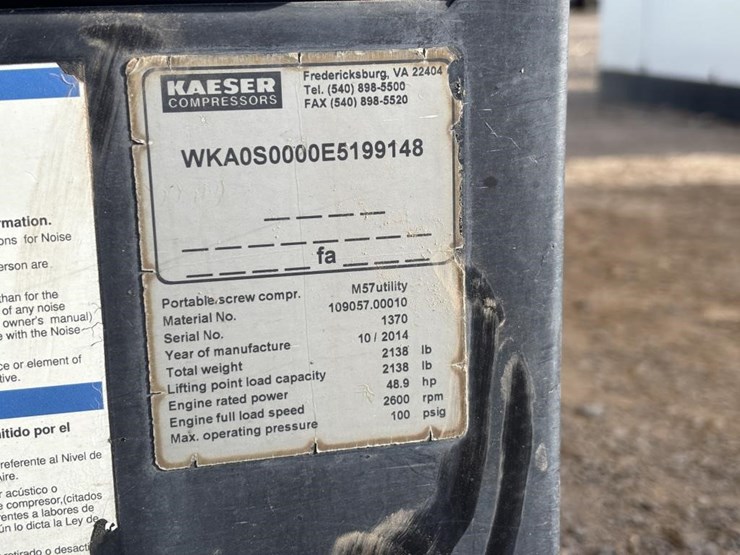 KAESER
COMPRESSORS
Fredericksburg, VA 22404
Tel. (540) 898-5500
FAX (540) 898-5520
WKA0S0000E5199148
fa
Portable screw compr. M57utility
Material No. 109057.00010
Serial No. 1370
Year of manufacture 10 / 2014
Total weight 2138 lb
Lifting point load capacity 2138 lb
Engine rated power 48.9 hp
Engine full load speed 2600 rpm
Max. operating pressure 100 psig
rmation.
for Noise
erson are
than for the
of any noise
owner's manual)
with the Noise
or element of
tive.
itido por el
referente al Nivel de
Aire.
acústico o
compresor,(citados
entes a labores de
ún lo dicta la Ley de
retirado o desacti